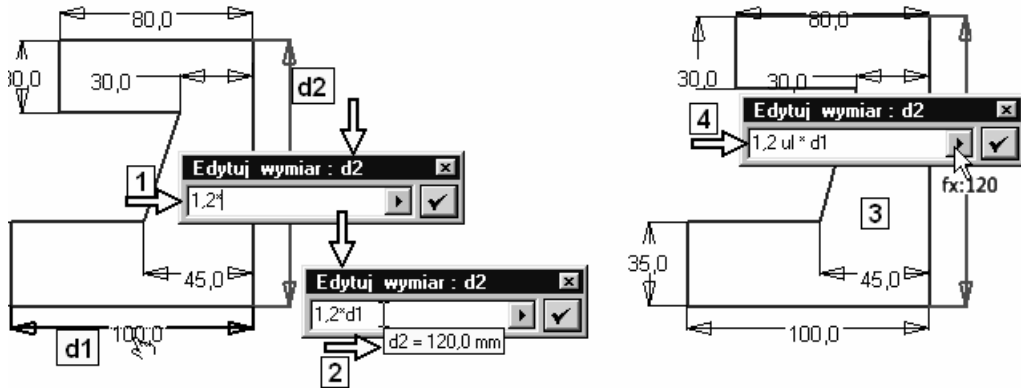 80,0
30,0
30,0
d2
Edytuj wymiar : d2
1
1,2*
45,0
Edytuj wymiar : d2
1,2*d1
d2 = 120,0 mm
2
100,0
d1
80,0
30,0
30,0
Edytuj wymiar : d2
4
1,2 ul * d1
fx:120
3
35,0
45,0
100,0